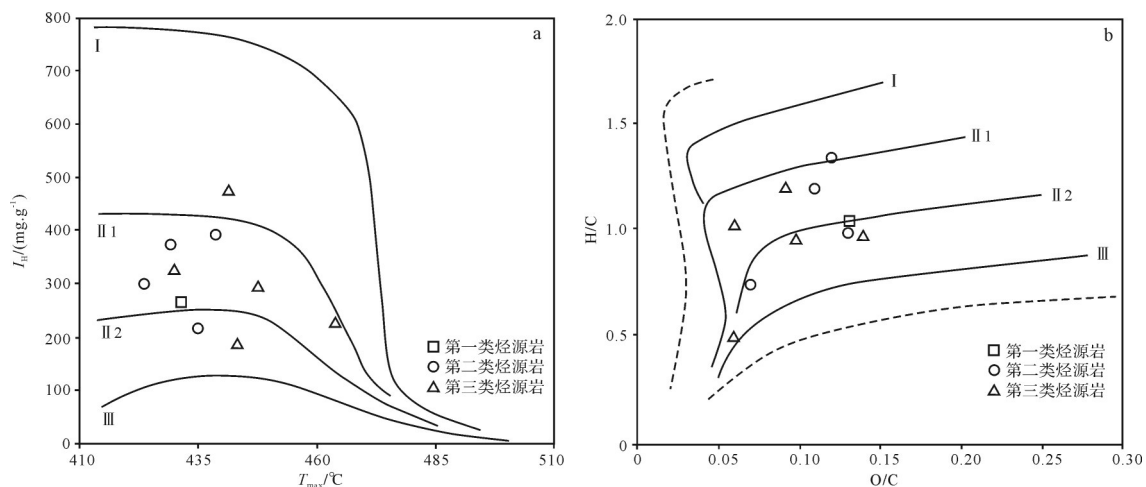 a
800
700
600
500
400
300
200
100
0
I_H/(mg.g⁻¹)
Ⅰ
Ⅱ1
Ⅱ2
Ⅲ
□ 第一类烃源岩
○ 第二类烃源岩
△ 第三类烃源岩
410 435 460 485 510
T_max/℃
b
2.0
1.5
1.0
0.5
0
H/C
Ⅰ
Ⅱ1
Ⅱ2
Ⅲ
□ 第一类烃源岩
○ 第二类烃源岩
△ 第三类烃源岩
0.05 0.10 0.15 0.20 0.25 0.30
O/C